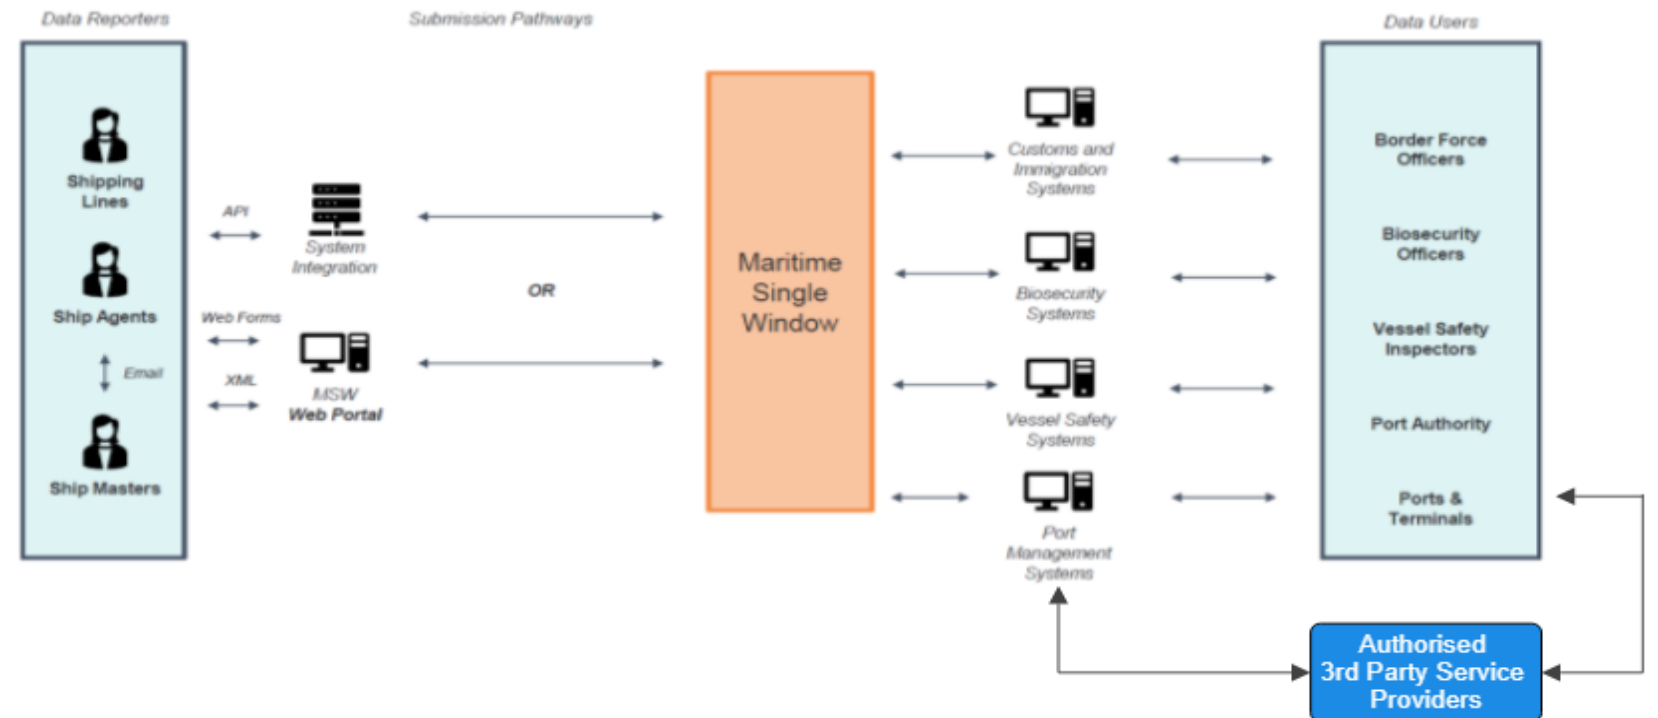 Data Reporters
Submission Pathways
Data Users
Shipping
Lines
Ship Agents
Email
Ship Masters
API
System
Integration
Web Forms
XML
MSW
Web Portal
OR
Maritime
Single
Window
Customs and
Immigration
Systems
Biosecurity
Systems
Vessel Safety
Systems
Port
Management
Systems
Border Force
Officers
Biosecurity
Officers
Vessel Safety
Inspectors
Port Authority
Ports &
Terminals
Authorised
3rd Party Service
Providers